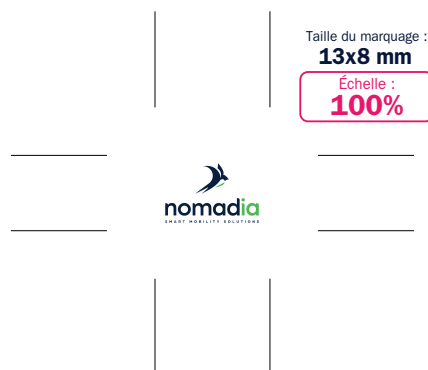 Taille du marquage :
13x8 mm
Échelle :
100%
nomadia
SMART MOBILITY SOLUTIONS